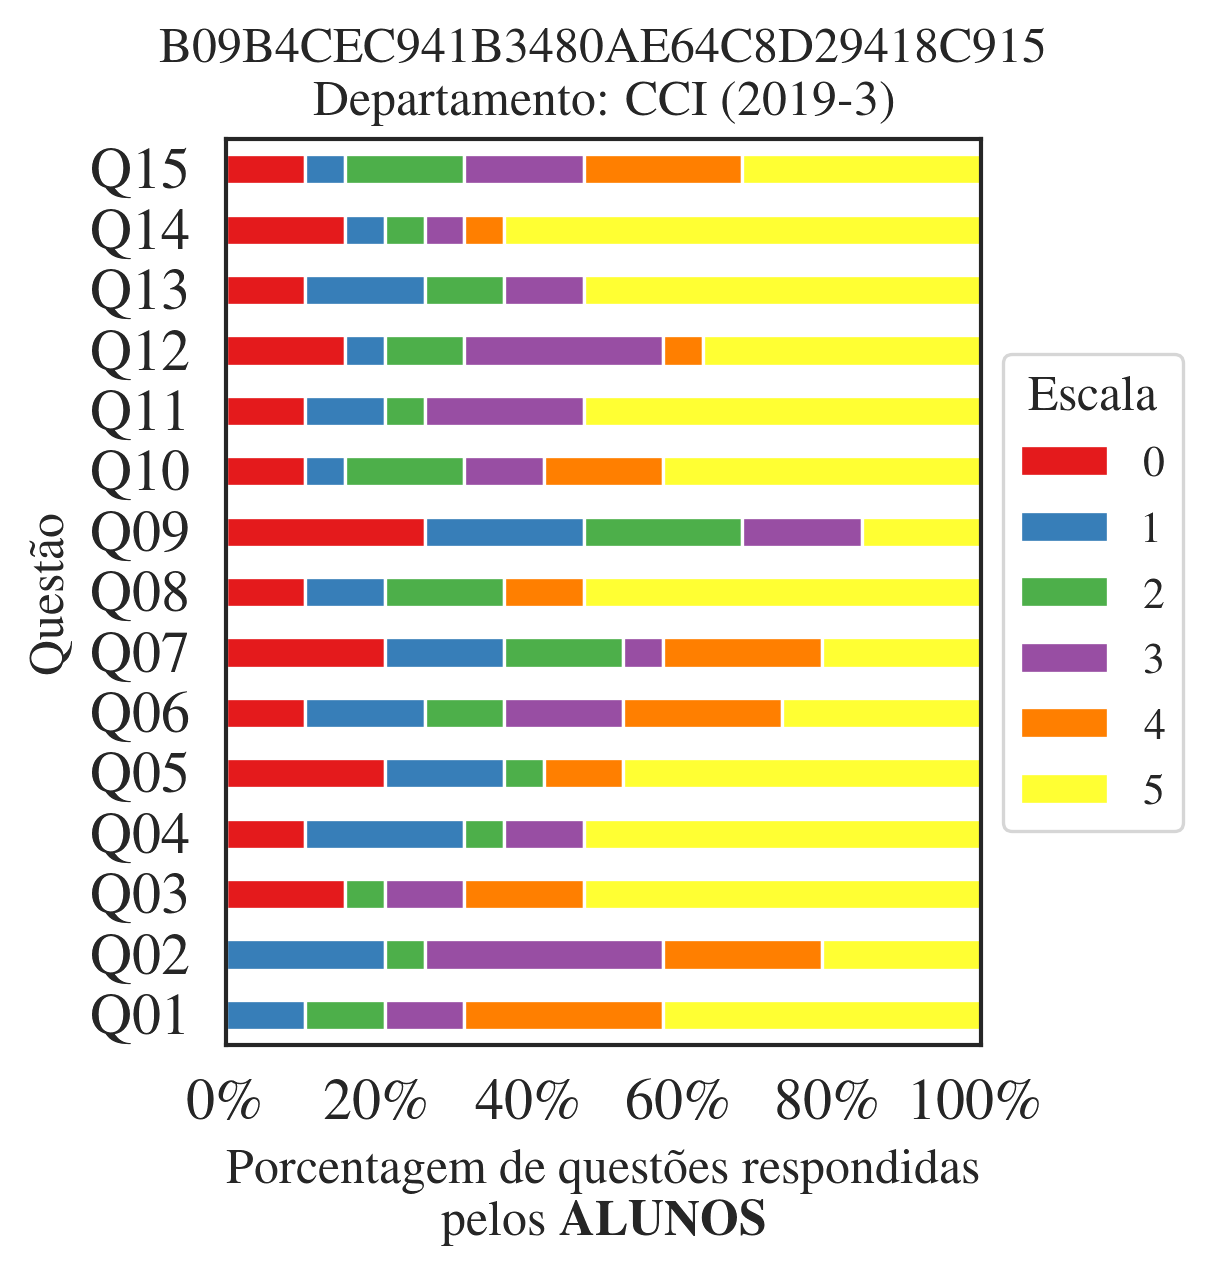 B09B4CEC941B3480AE64C8D29418C915
Departamento: CCI (2019-3)
Questão
Q15
Q14
Q13
Q12
Q11
Q10
Q09
Q08
Q07
Q06
Q05
Q04
Q03
Q02
Q01
0% 20% 40% 60% 80% 100%
Porcentagem de questões respondidas
pelos ALUNOS
Escala
0
1
2
3
4
5